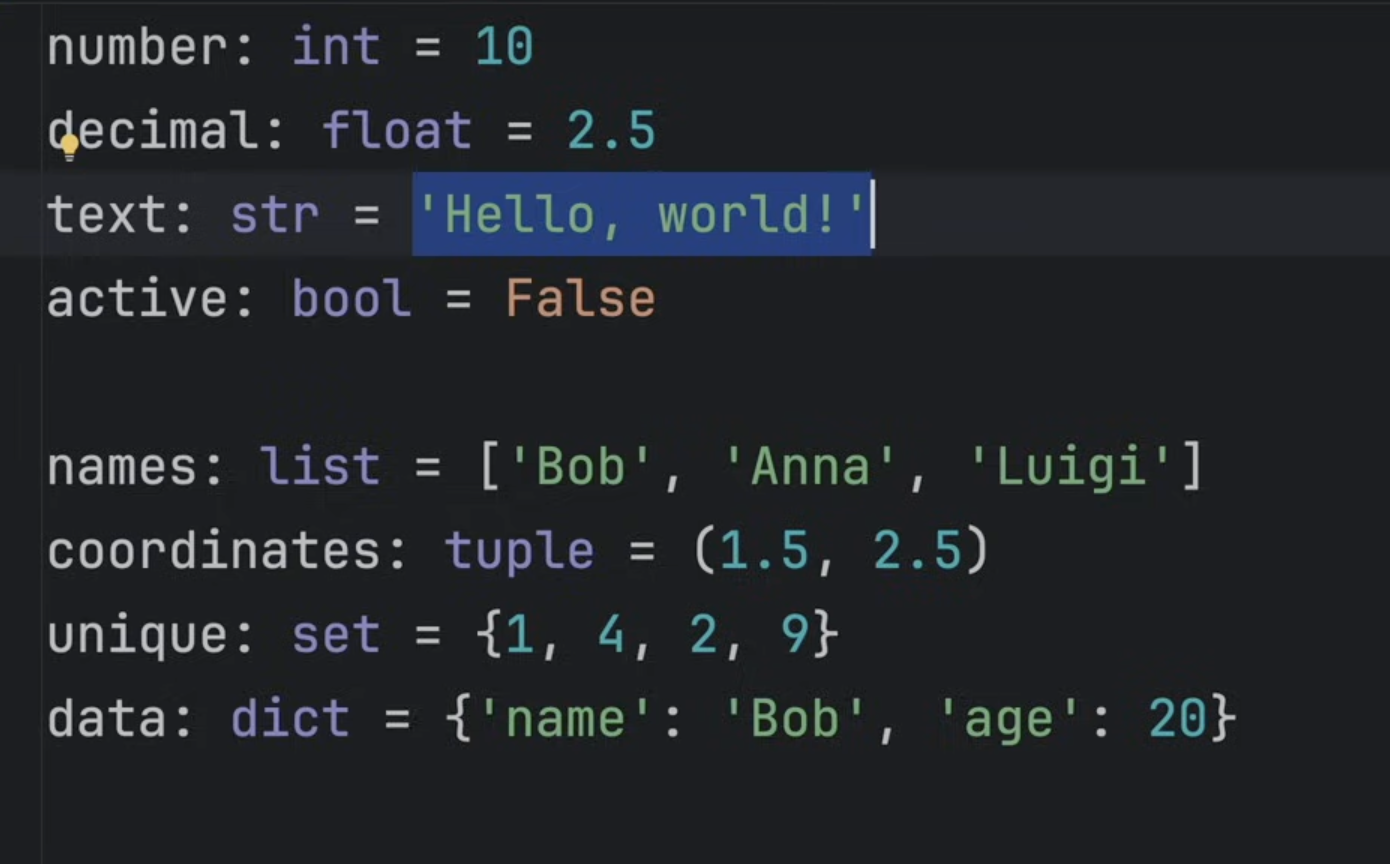 number: int = 10
decimal: float = 2.5
text: str = 'Hello, world!'
active: bool = False
names: list = ['Bob', 'Anna', 'Luigi']
coordinates: tuple = (1.5, 2.5)
unique: set = {1, 4, 2, 9}
data: dict = {'name': 'Bob', 'age': 20}